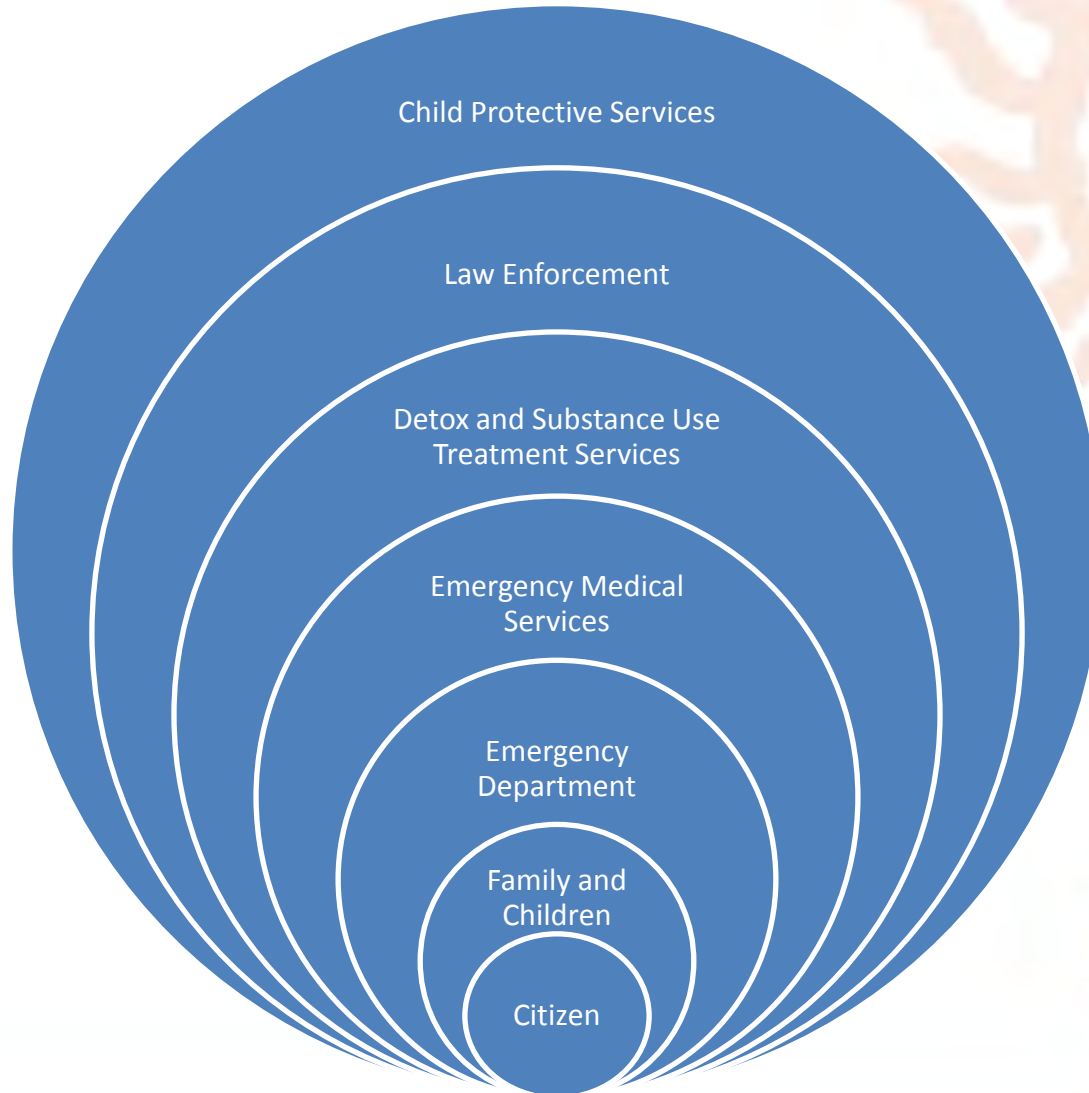 Child Protective Services
Law Enforcement
Detox and Substance Use
Treatment Services
Emergency Medical
Services
Emergency
Department
Family and
Children
Citizen